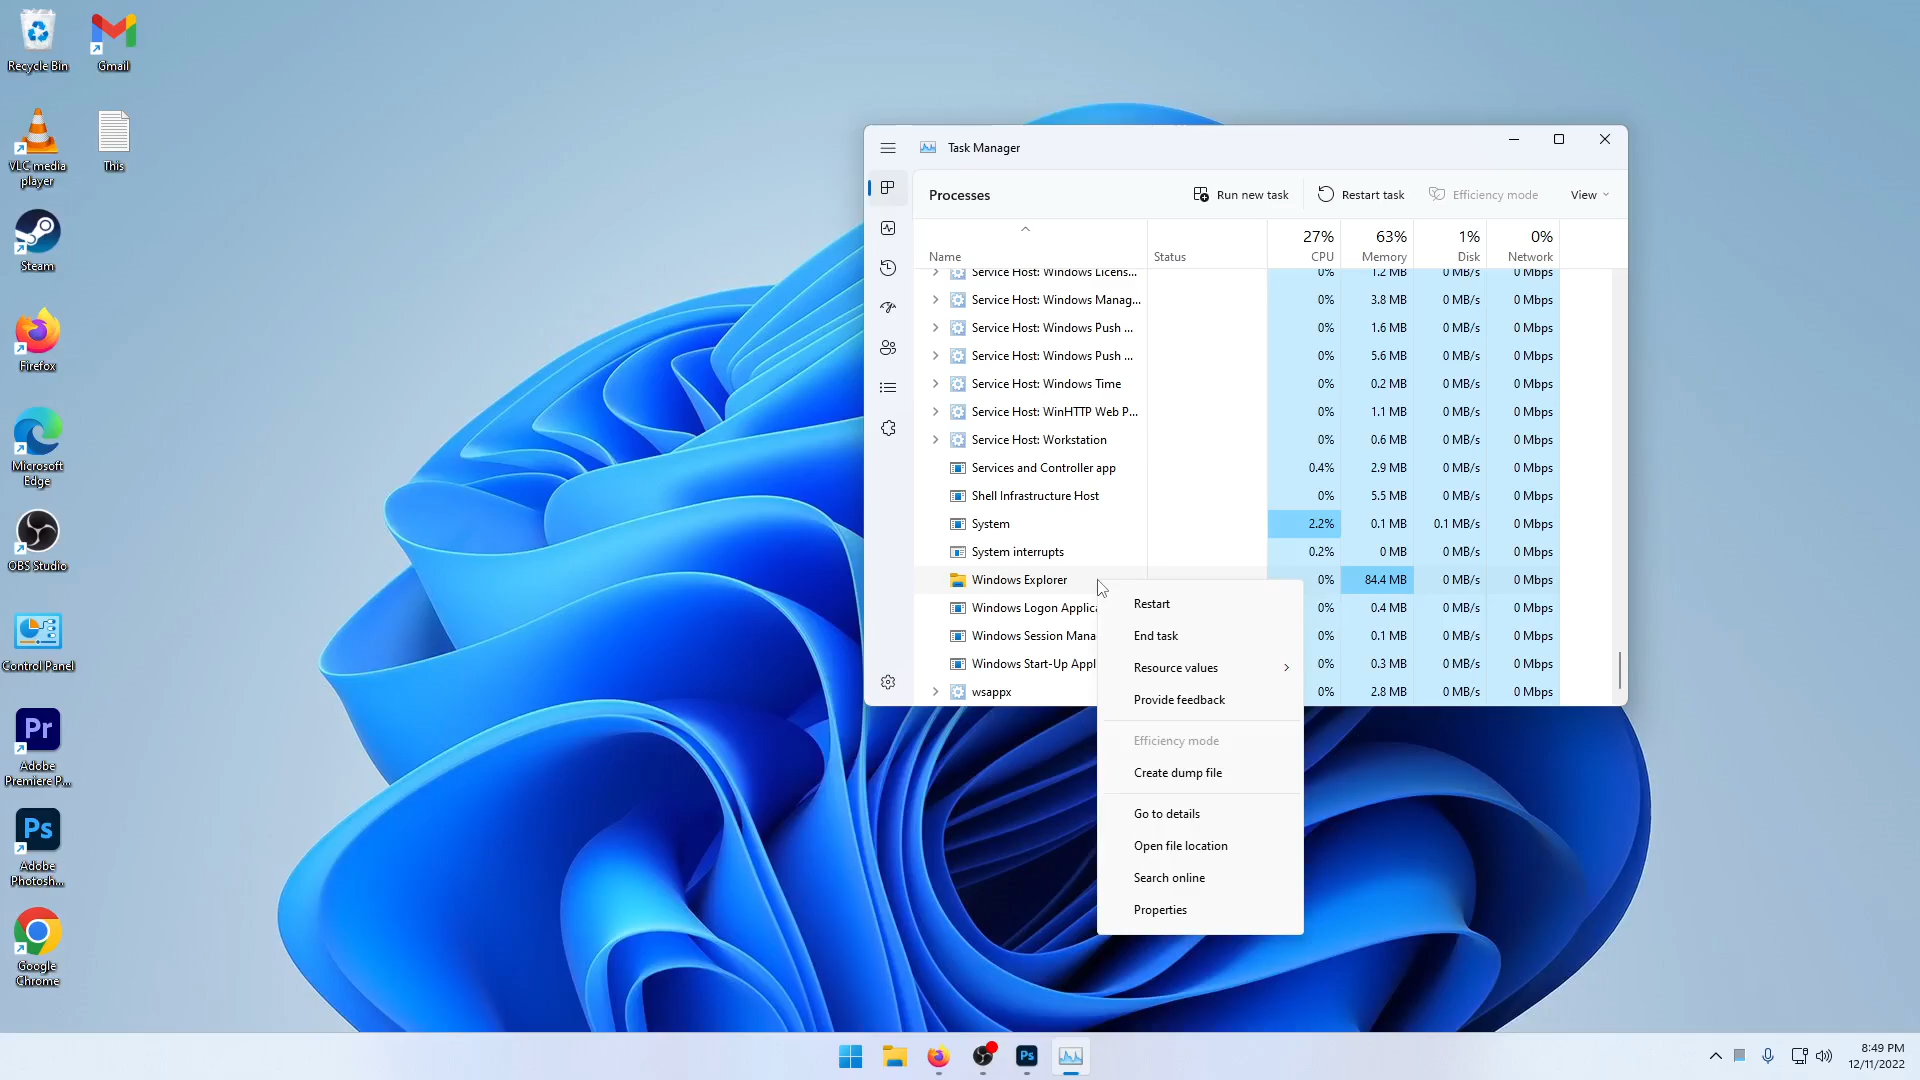 Recycle Bin
Gmail
VLC media
player
This
Steam
Firefox
Microsoft
Edge
OBS Studio
Control Panel
Pr
Adobe
Premiere P...
Ps
Adobe
Photosh...
Google
Chrome
Task Manager
Processes
Run new task
Restart task
Efficiency mode
View
27% 63% 1% 0%
Name Status CPU Memory Disk Network
Service Host: Windows Licens... 0% 1.2 MB 0 MB/s 0 Mbps
Service Host: Windows Manag... 0% 3.8 MB 0 MB/s 0 Mbps
Service Host: Windows Push ... 0% 1.6 MB 0 MB/s 0 Mbps
Service Host: Windows Push ... 0% 5.6 MB 0 MB/s 0 Mbps
Service Host: Windows Time 0% 0.2 MB 0 MB/s 0 Mbps
Service Host: WinHTTP Web P... 0% 1.1 MB 0 MB/s 0 Mbps
Service Host: Workstation 0% 0.6 MB 0 MB/s 0 Mbps
Services and Controller app 0.4% 2.9 MB 0 MB/s 0 Mbps
Shell Infrastructure Host 0% 5.5 MB 0 MB/s 0 Mbps
System 2.2% 0.1 MB 0.1 MB/s 0 Mbps
System interrupts 0.2% 0 MB 0 MB/s 0 Mbps
Windows Explorer 0% 84.4 MB 0 MB/s 0 Mbps
Windows Logon Applica 0% 0.4 MB 0 MB/s 0 Mbps
Windows Session Mana 0% 0.1 MB 0 MB/s 0 Mbps
Windows Start-Up Appl 0% 0.3 MB 0 MB/s 0 Mbps
wsappx 0% 2.8 MB 0 MB/s 0 Mbps
Restart
End task
Resource values
Provide feedback
Efficiency mode
Create dump file
Go to details
Open file location
Search online
Properties
Ps
8:49 PM
12/11/2022